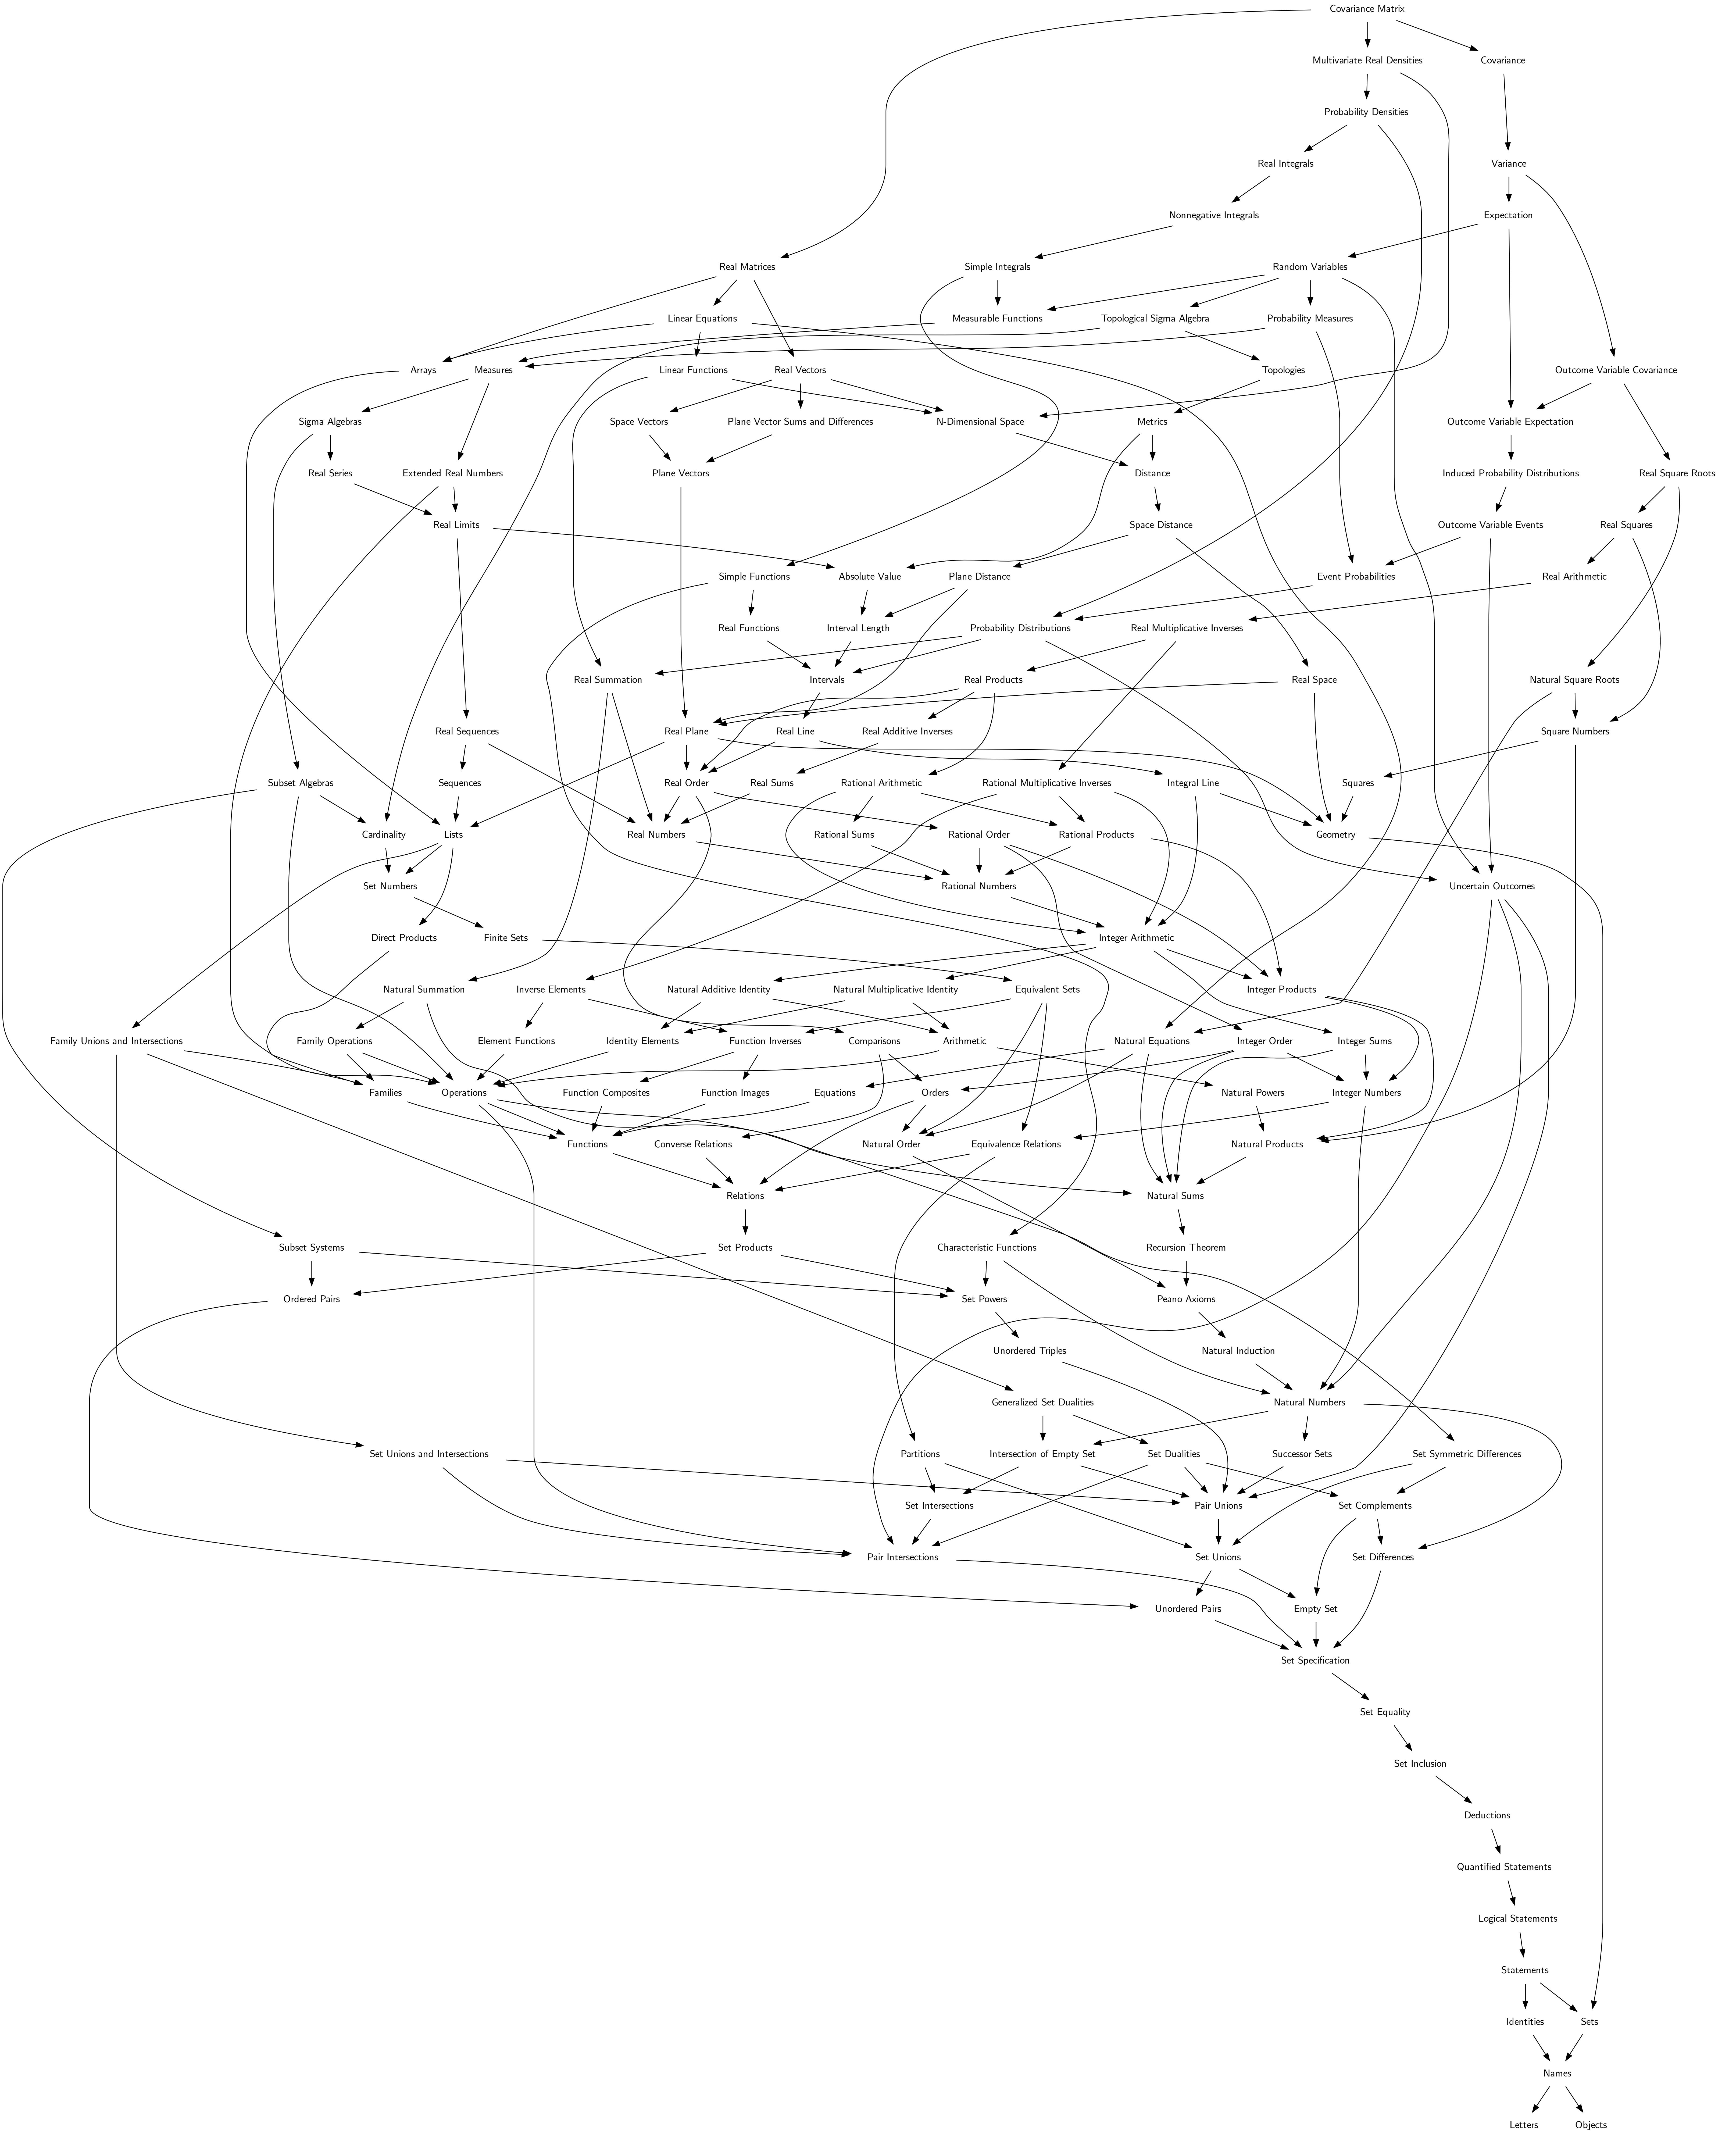 Covariance Matrix
Multivariate Real Densities
Covariance
Probability Densities
Real Integrals
Variance
Nonnegative Integrals
Expectation
Real Matrices
Simple Integrals
Random Variables
Linear Equations
Measurable Functions
Topological Sigma Algebra
Probability Measures
Arrays
Measures
Linear Functions
Real Vectors
Topologies
Outcome Variable Covariance
Sigma Algebras
Space Vectors
Plane Vector Sums and Differences
N-Dimensional Space
Metrics
Outcome Variable Expectation
Real Series
Extended Real Numbers
Plane Vectors
Distance
Induced Probability Distributions
Real Square Roots
Real Limits
Space Distance
Outcome Variable Events
Real Squares
Simple Functions
Absolute Value
Plane Distance
Event Probabilities
Real Arithmetic
Real Functions
Interval Length
Probability Distributions
Real Multiplicative Inverses
Real Summation
Intervals
Real Products
Real Space
Natural Square Roots
Real Sequences
Real Plane
Real Line
Real Additive Inverses
Square Numbers
Subset Algebras
Sequences
Real Order
Real Sums
Rational Arithmetic
Rational Multiplicative Inverses
Integral Line
Squares
Cardinality
Lists
Real Numbers
Rational Sums
Rational Order
Rational Products
Geometry
Set Numbers
Rational Numbers
Uncertain Outcomes
Direct Products
Finite Sets
Integer Arithmetic
Natural Summation
Inverse Elements
Natural Additive Identity
Natural Multiplicative Identity
Equivalent Sets
Integer Products
Family Unions and Intersections
Family Operations
Element Functions
Identity Elements
Function Inverses
Comparisons
Arithmetic
Natural Equations
Integer Order
Integer Sums
Families
Operations
Function Composites
Function Images
Equations
Orders
Natural Powers
Integer Numbers
Functions
Converse Relations
Natural Order
Equivalence Relations
Natural Products
Relations
Natural Sums
Subset Systems
Set Products
Characteristic Functions
Recursion Theorem
Ordered Pairs
Set Powers
Peano Axioms
Unordered Triples
Natural Induction
Generalized Set Dualities
Natural Numbers
Set Unions and Intersections
Partitions
Intersection of Empty Set
Set Dualities
Successor Sets
Set Symmetric Differences
Set Intersections
Pair Unions
Set Complements
Pair Intersections
Set Unions
Set Differences
Unordered Pairs
Empty Set
Set Specification
Set Equality
Set Inclusion
Deductions
Quantified Statements
Logical Statements
Statements
Identities
Sets
Names
Letters
Objects